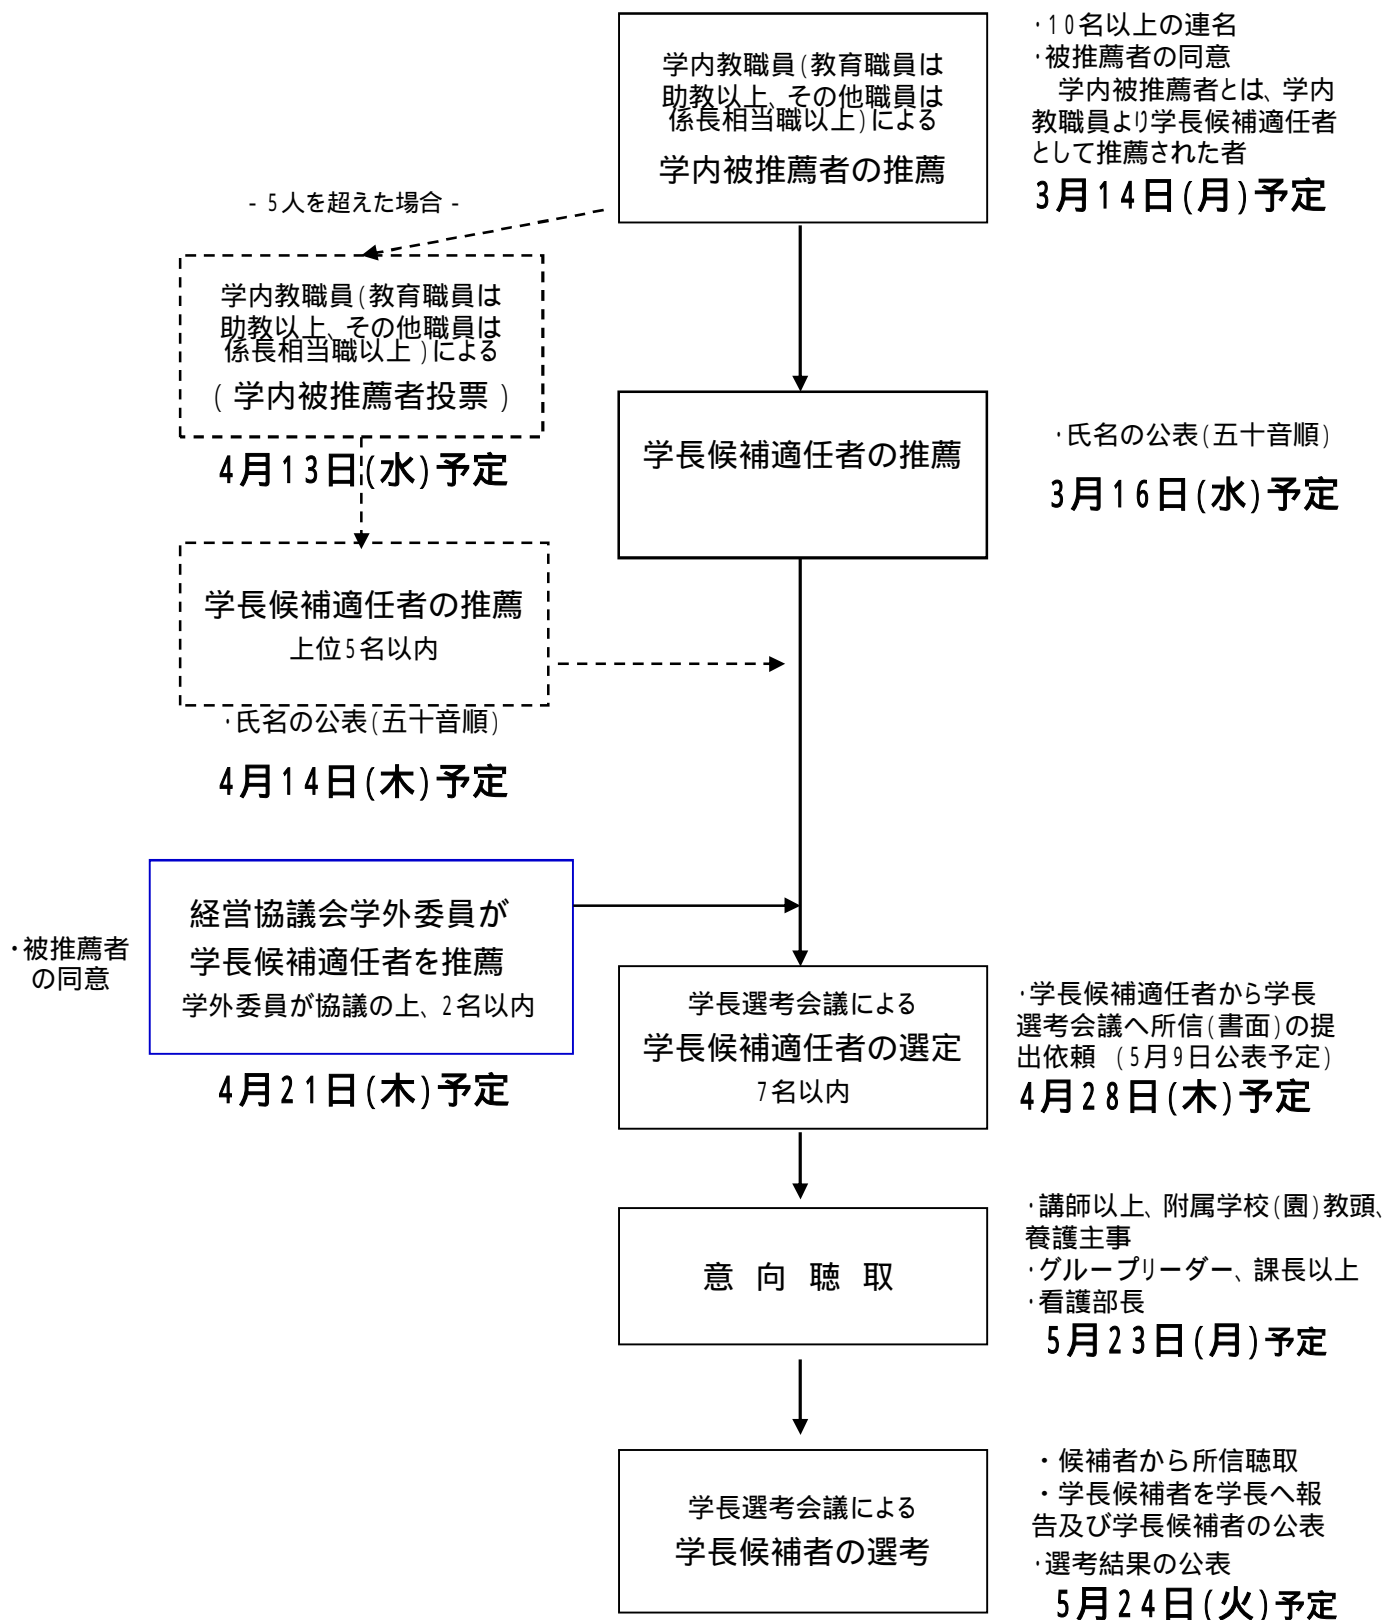 学内教職員(教育職員は
助教以上、その他職員は
係長相当職以上)による
学内被推薦者の推薦
・10名以上の連名
・被推薦者の同意
学内被推薦者とは、学内
教職員より学長候補適任者
として推薦された者
3月14日(月)予定
- 5人を超えた場合 -
学内教職員(教育職員は
助教以上、その他職員は
係長相当職以上)による
(学内被推薦者投票)
4月13日(水)予定
学長候補適任者の推薦
・氏名の公表(五十音順)
3月16日(水)予定
学長候補適任者の推薦
上位5名以内
・氏名の公表(五十音順)
4月14日(木)予定
・被推薦者
の同意
経営協議会学外委員が
学長候補適任者を推薦
学外委員が協議の上、2名以内
4月21日(木)予定
学長選考会議による
学長候補適任者の選定
7名以内
・学長候補適任者から学長
選考会議へ所信(書面)の提
出依頼 (5月9日公表予定)
4月28日(木)予定
意 向 聴 取
・講師以上、附属学校(園)教頭、
養護主事
・グループリーダー、課長以上
・看護部長
5月23日(月)予定
学長選考会議による
学長候補者の選考
・候補者から所信聴取
・学長候補者を学長へ報
告及び学長候補者の公表
・選考結果の公表
5月24日(火)予定